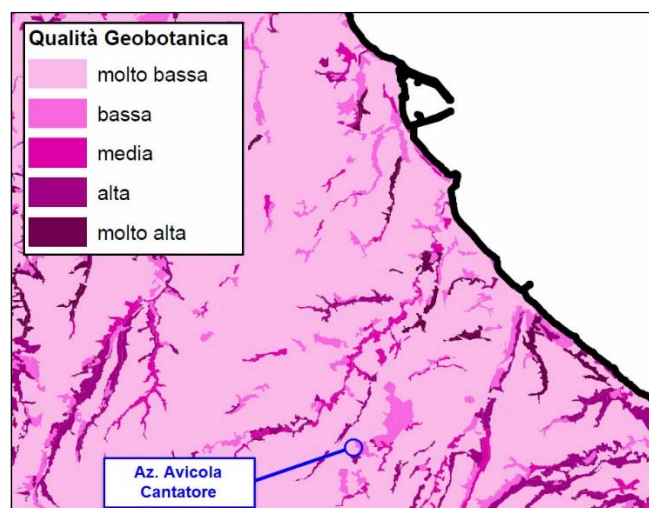 Qualità Geobotanica
molto bassa
bassa
media
alta
molto alta
Az. Avicola
Cantatore